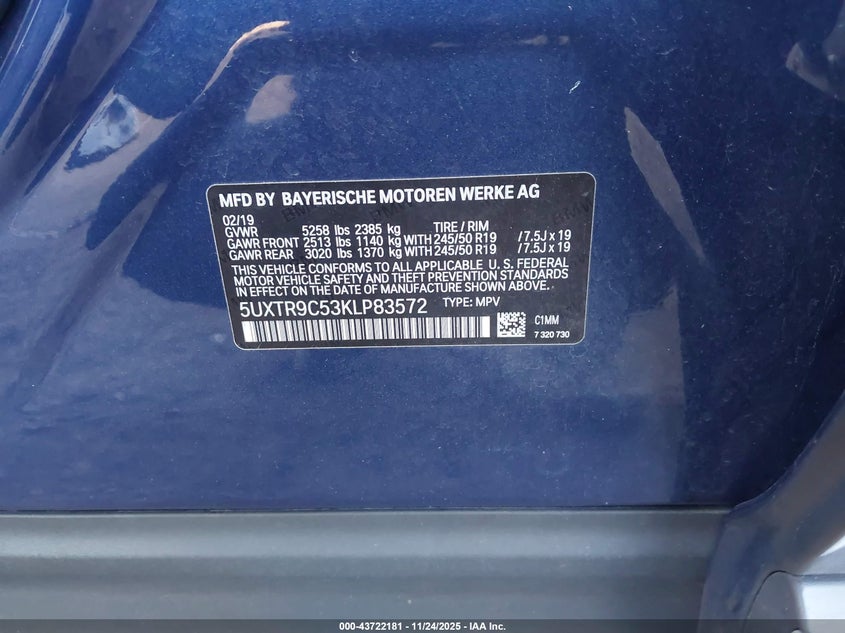 MFD BY BAYERISCHE MOTOREN WERKE AG
02/19
GVWR 5258 lbs 2385 kg TIRE / RIM
GAWR FRONT 2513 lbs 1140 kg WITH 245/50 R19 /7.5J x 19
GAWR REAR 3020 lbs 1370 kg WITH 245/50 R19 /7.5J x 19
THIS VEHICLE CONFORMS TO ALL APPLICABLE U. S. FEDERAL
MOTOR VEHICLE SAFETY AND THEFT PREVENTION STANDARDS
IN EFFECT ON THE DATE OF MANUFACTURE SHOWN ABOVE.
5UXTR9C53KLP83572 TYPE: MPV
C1MM
7 320 730
000-43722181 - 11/24/2025 - IAA Inc.